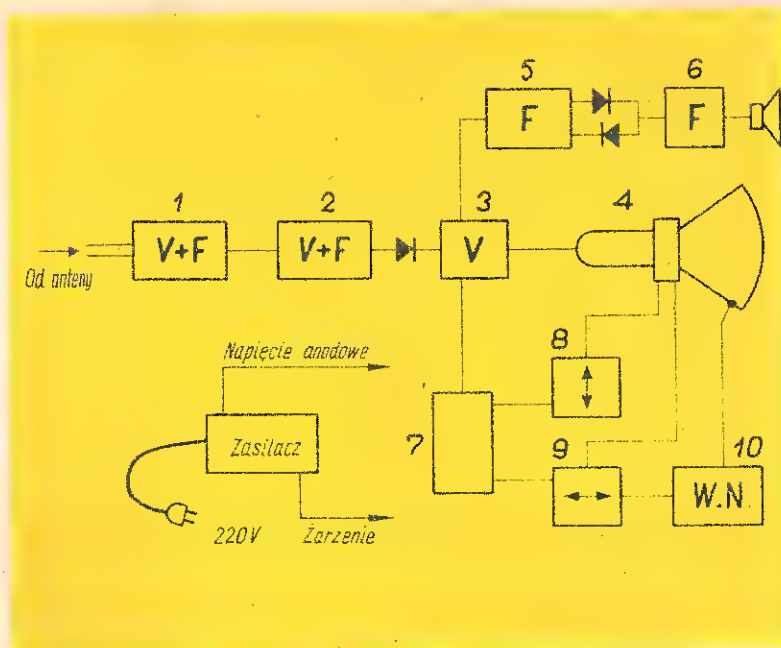 5 6
F F
1 2 3 4
V+F V+F V
Od anteny
Napięcie anodowe
8
Zasilacz
7
9 10
W.N.
220V Żarzenie